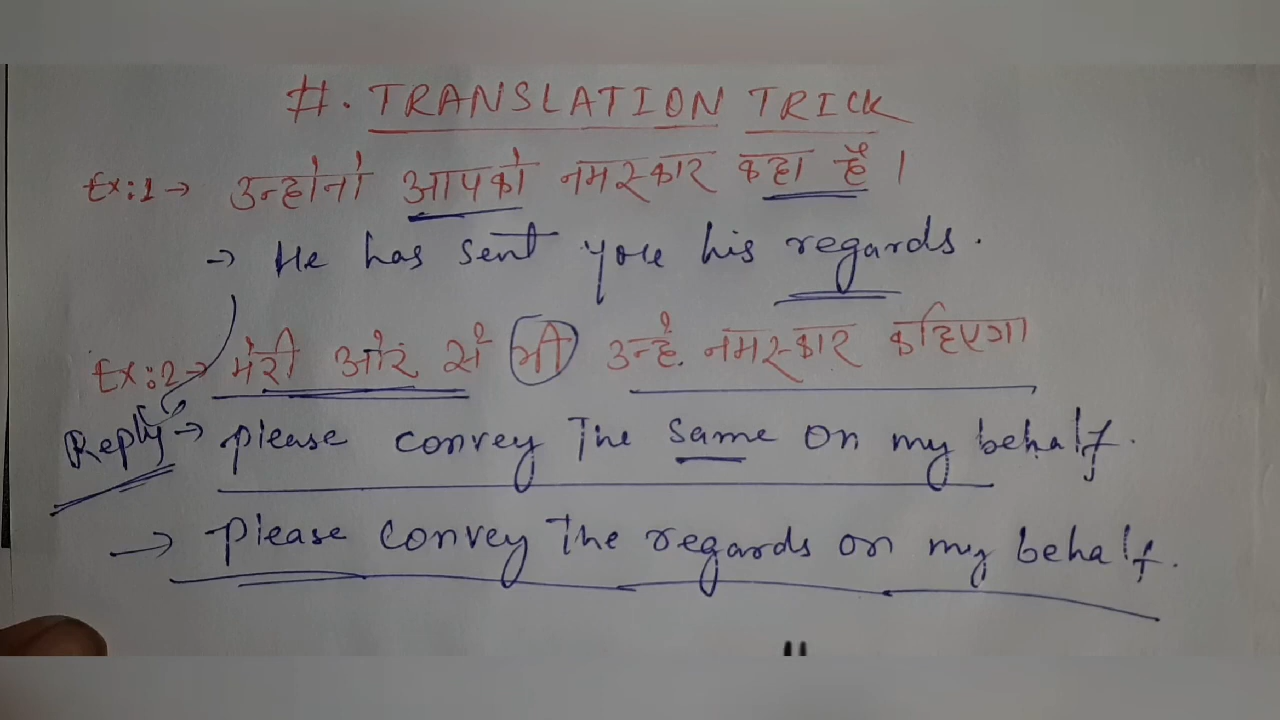 #. TRANSLATION TRICK
Ex:1→ उन्होनो आपको नमस्कार कहा है।
→ He has sent you his regards.
Ex:2→ मेरी ओर से भी उन्हें नमस्कार कहिएगा
Reply → please convey The same on my behalf.
→ Please convey The regards on my behalf.